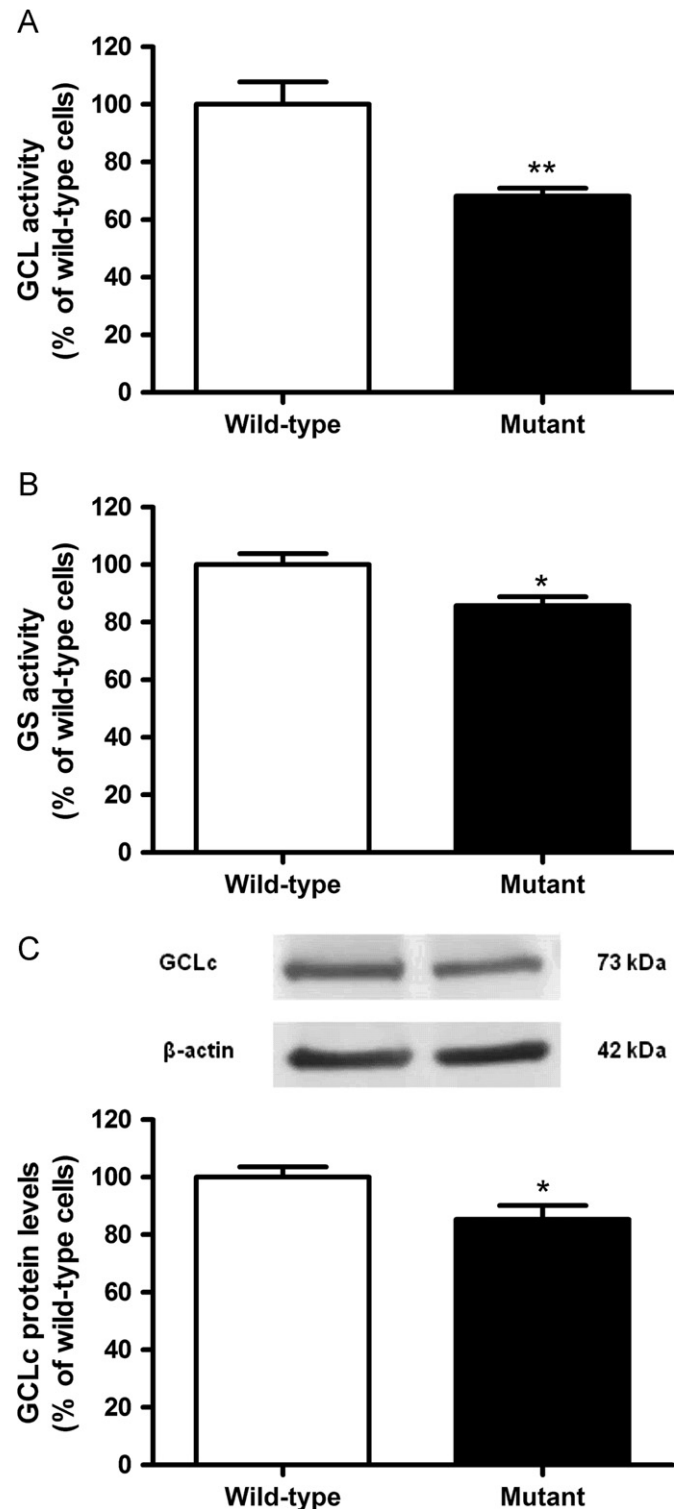 A
GCL activity
(% of wild-type cells)
120
100
80
60
40
20
0
**
Wild-type Mutant
B
GS activity
(% of wild-type cells)
120
100
80
60
40
20
0
*
Wild-type Mutant
C
GCLc 73 kDa
β-actin 42 kDa
GCLc protein levels
(% of wild-type cells)
120
100
80
60
40
20
0
*
Wild-type Mutant